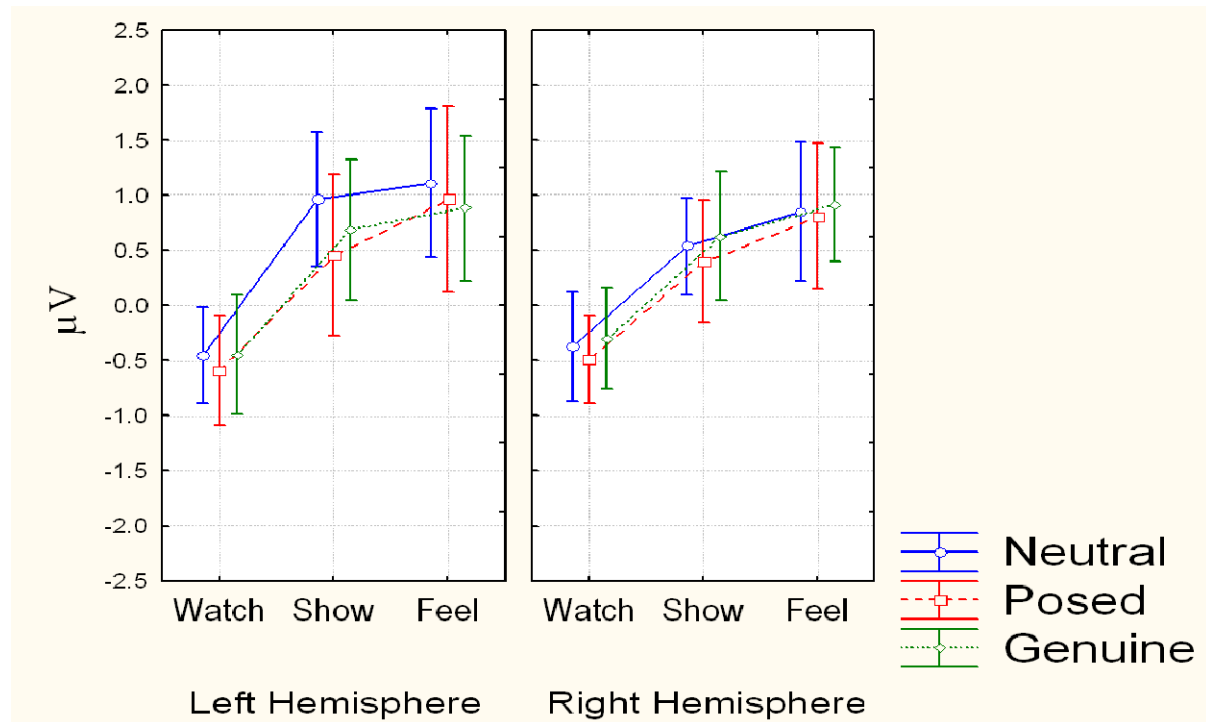 2.5
2.0
1.5
1.0
0.5
0.0
-0.5
-1.0
-1.5
-2.0
-2.5
µV
Watch Show Feel
Watch Show Feel
Left Hemisphere
Right Hemisphere
Neutral
Posed
Genuine